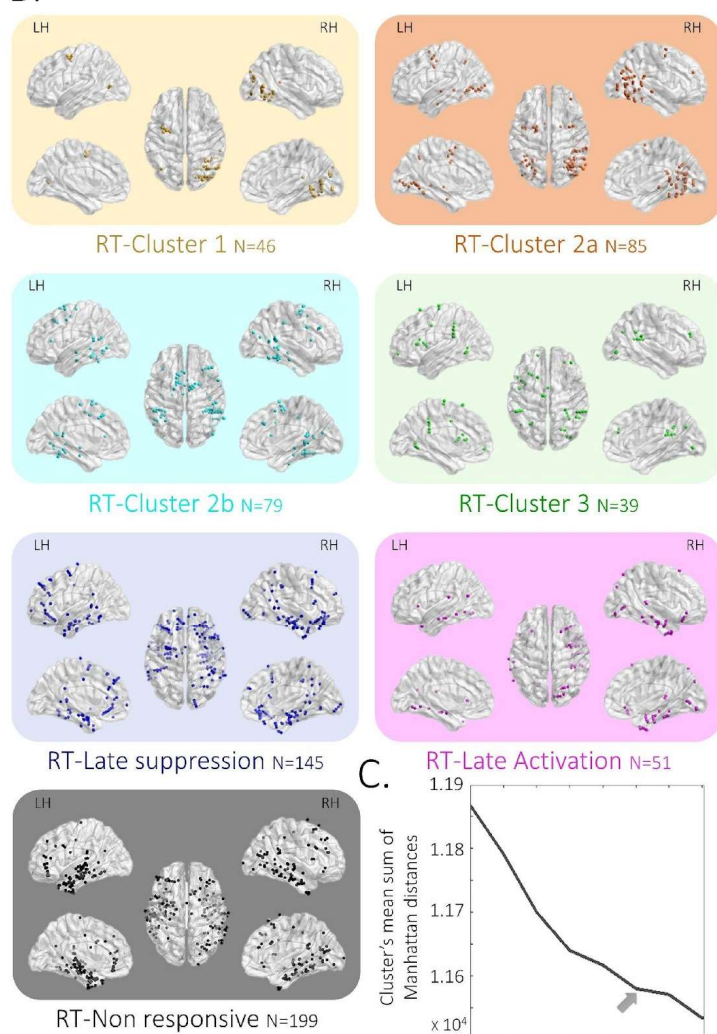 LH RH
RT-Cluster 1 N=46
LH RH
RT-Cluster 2a N=85
LH RH
RT-Cluster 2b N=79
LH RH
RT-Cluster 3 N=39
LH RH
RT-Late suppression N=145
LH RH
RT-Late Activation N=51
LH RH
RT-Non responsive N=199
C.
Cluster's mean sum of
Manhattan distances
1.19
1.18
1.17
1.16
x 10⁴